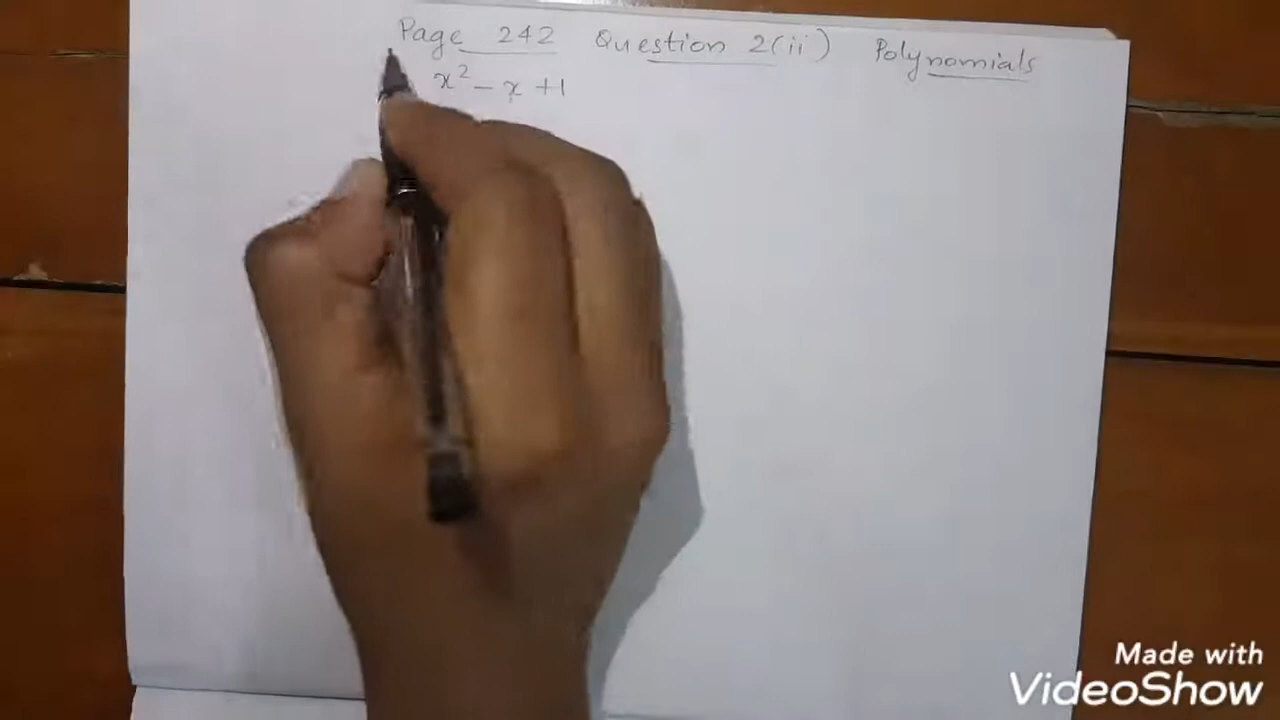 Page 242 Question 2(ii) Polynomials
x² - x + 1
Made with
VideoShow